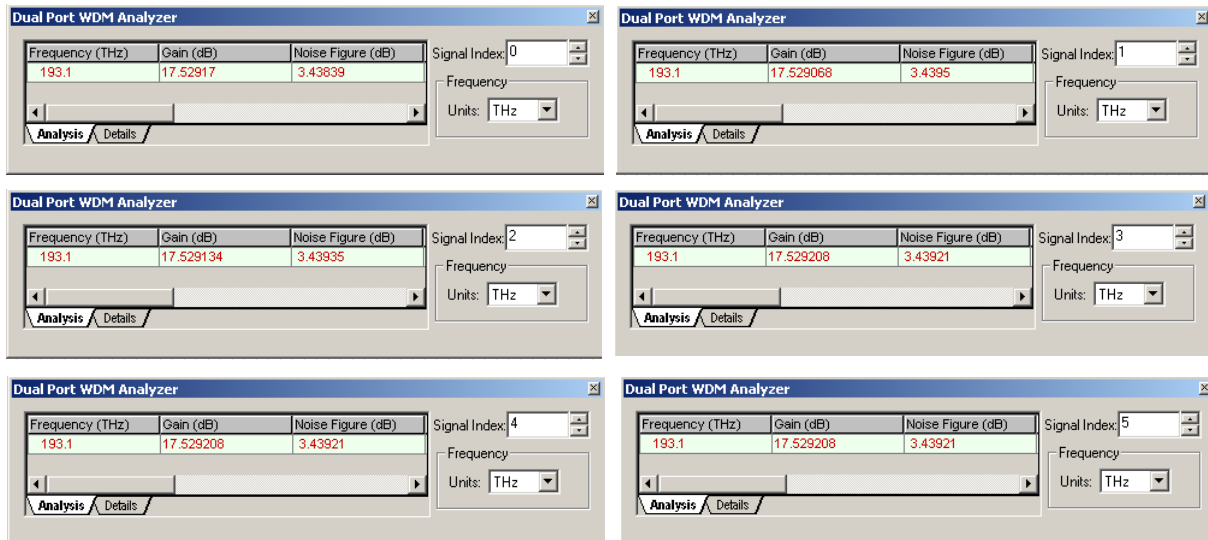 Dual Port WDM Analyzer
Frequency (THz) Gain (dB) Noise Figure (dB) Signal Index: 0
193.1 17.52917 3.43839
Frequency
Units: THz
Analysis Details
Dual Port WDM Analyzer
Frequency (THz) Gain (dB) Noise Figure (dB) Signal Index: 1
193.1 17.529068 3.4395
Frequency
Units: THz
Analysis Details
Dual Port WDM Analyzer
Frequency (THz) Gain (dB) Noise Figure (dB) Signal Index: 2
193.1 17.529134 3.43935
Frequency
Units: THz
Analysis Details
Dual Port WDM Analyzer
Frequency (THz) Gain (dB) Noise Figure (dB) Signal Index: 3
193.1 17.529208 3.43921
Frequency
Units: THz
Analysis Details
Dual Port WDM Analyzer
Frequency (THz) Gain (dB) Noise Figure (dB) Signal Index: 4
193.1 17.529208 3.43921
Frequency
Units: THz
Analysis Details
Dual Port WDM Analyzer
Frequency (THz) Gain (dB) Noise Figure (dB) Signal Index: 5
193.1 17.529208 3.43921
Frequency
Units: THz
Analysis Details